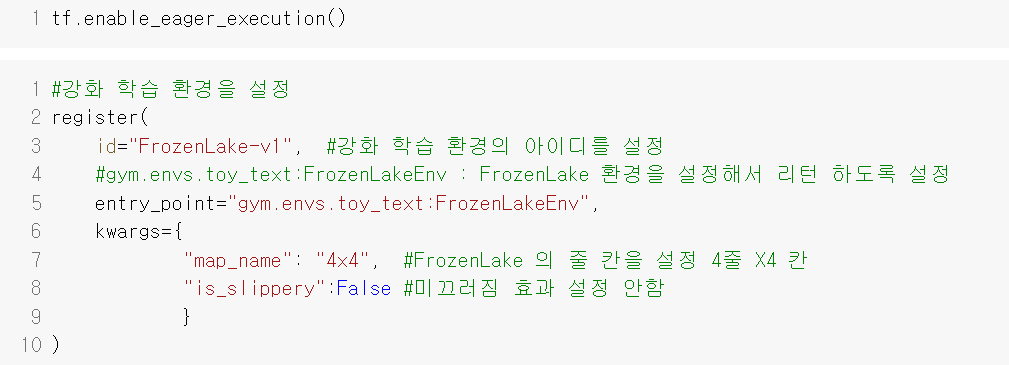 1 tf.enable_eager_execution()
1 #강화 학습 환경을 설정
2 register(
3     id="FrozenLake-v1",  #강화 학습 환경의 아이디를 설정
4     #gym.envs.toy_text:FrozenLakeEnv : FrozenLake 환경을 설정해서 리턴 하도록 설정
5     entry_point="gym.envs.toy_text:FrozenLakeEnv",
6     kwargs={
7             "map_name": "4x4",  #FrozenLake 의 줄 칸을 설정 4줄 X4 칸
8             "is_slippery":False #미끄러짐 효과 설정 안함
9             }
10 )